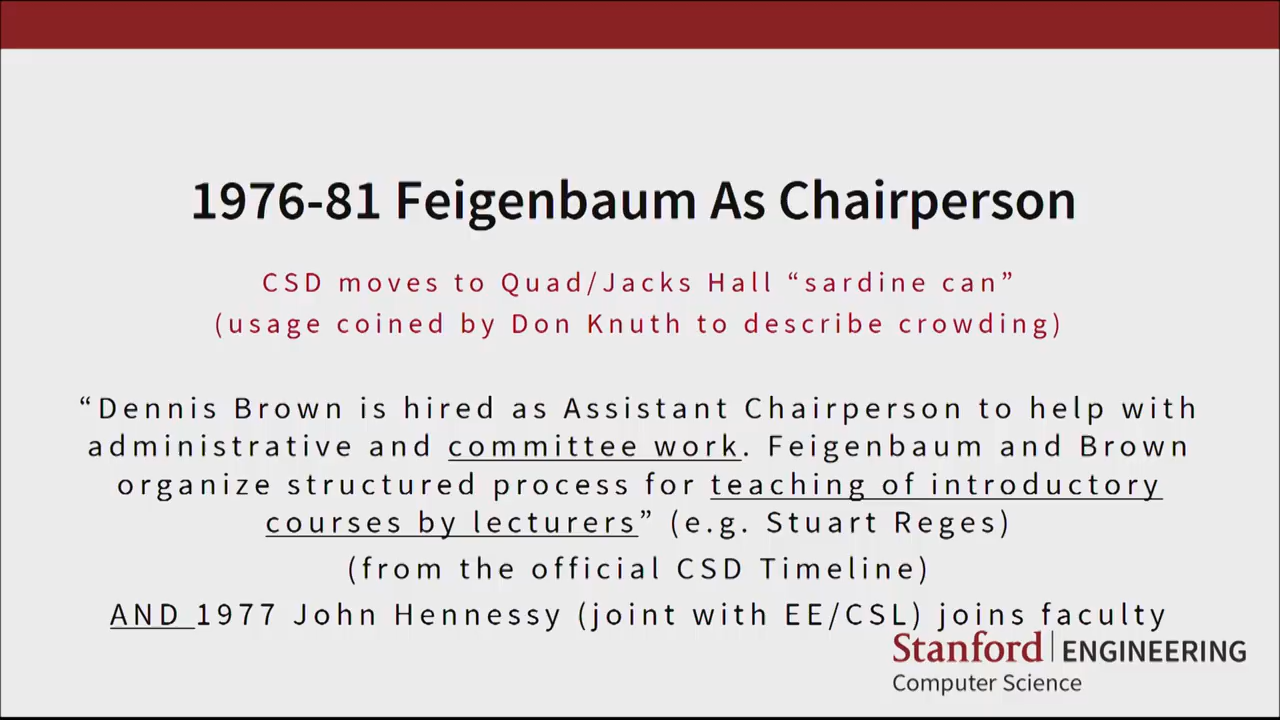 1976-81 Feigenbaum As Chairperson
CSD moves to Quad/Jacks Hall “sardine can”
(usage coined by Don Knuth to describe crowding)
“Dennis Brown is hired as Assistant Chairperson to help with
administrative and committee work. Feigenbaum and Brown
organize structured process for teaching of introductory
courses by lecturers” (e.g. Stuart Reges)
(from the official CSD Timeline)
AND 1977 John Hennessy (joint with EE/CSL) joins faculty
Stanford | ENGINEERING
Computer Science